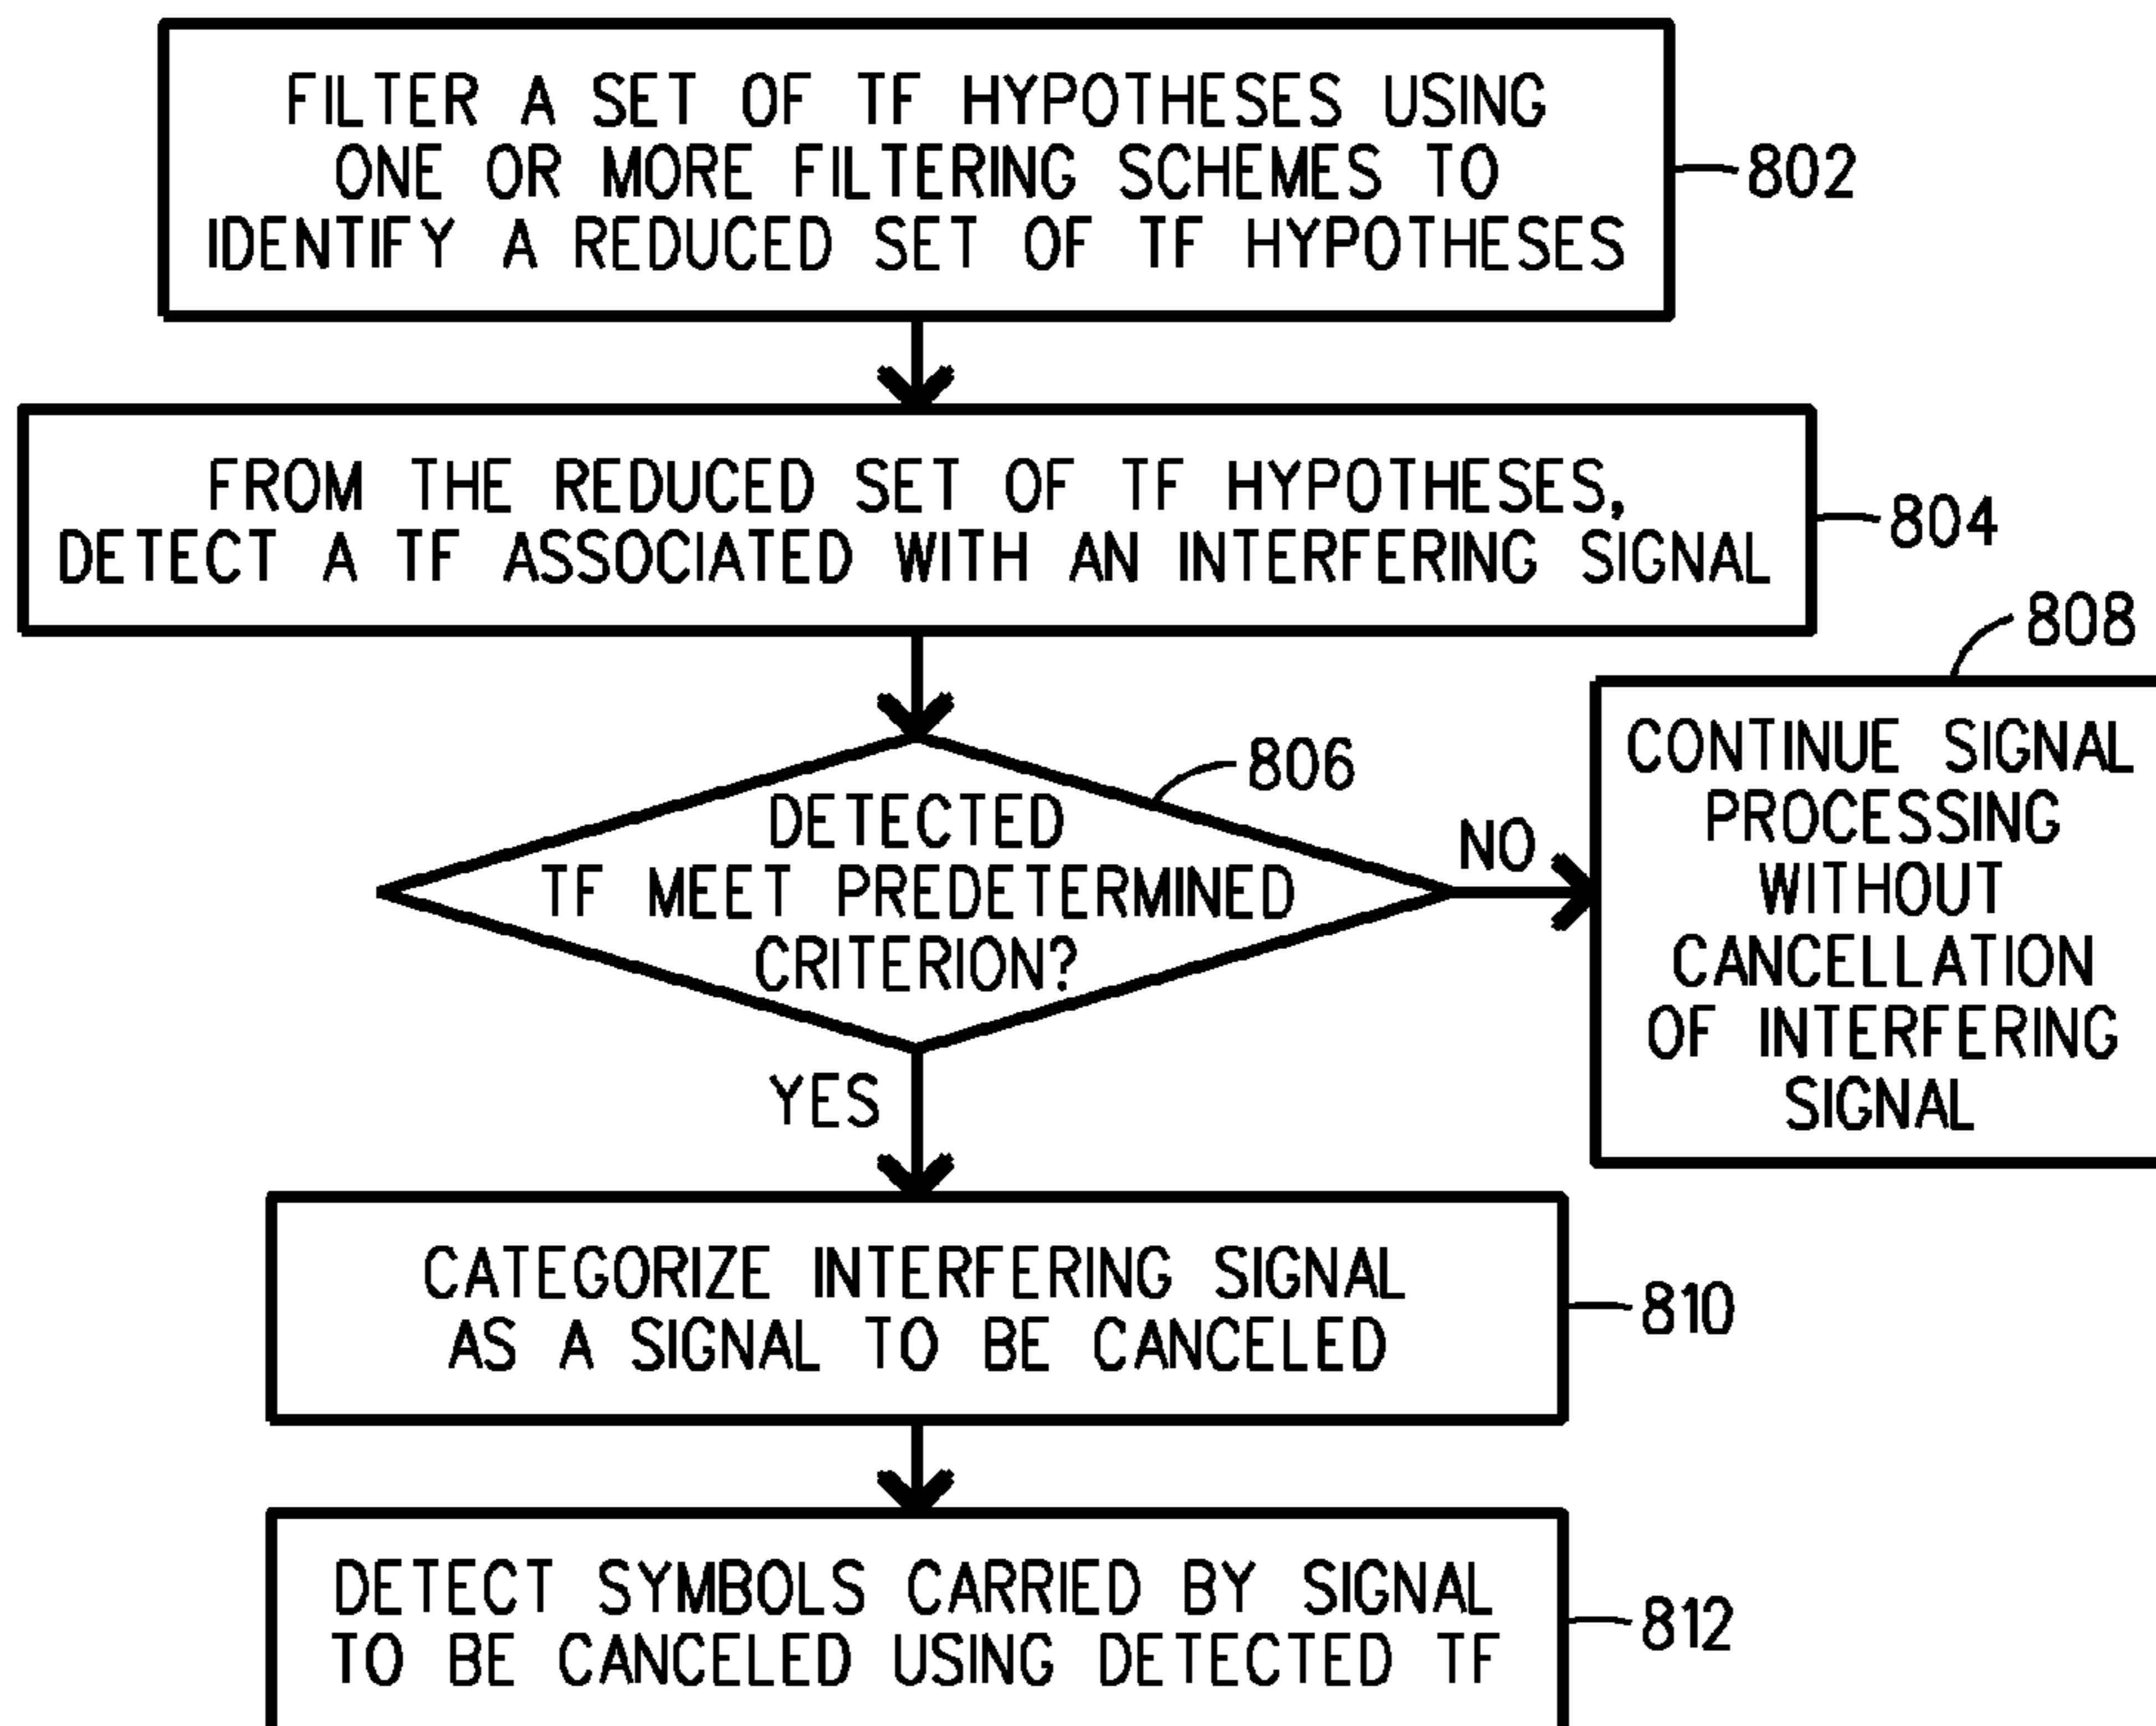 FILTER A SET OF TF HYPOTHESES USING
ONE OR MORE FILTERING SCHEMES TO
IDENTIFY A REDUCED SET OF TF HYPOTHESES
802
FROM THE REDUCED SET OF TF HYPOTHESES,
DETECT A TF ASSOCIATED WITH AN INTERFERING SIGNAL
804
806
DETECTED
TF MEET PREDETERMINED
CRITERION?
NO
808
CONTINUE SIGNAL
PROCESSING
WITHOUT
CANCELLATION
OF INTERFERING
SIGNAL
YES
CATEGORIZE INTERFERING SIGNAL
AS A SIGNAL TO BE CANCELED
810
DETECT SYMBOLS CARRIED BY SIGNAL
TO BE CANCELED USING DETECTED TF
812